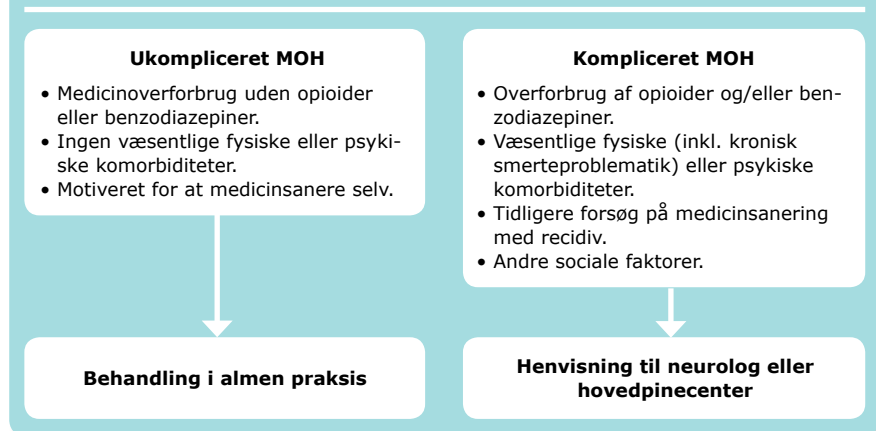 Ukompliceret MOH
• Medicinoverforbrug uden opioider
eller benzodiazepiner.
• Ingen væsentlige fysiske eller psyki-
ske komorbiditeter.
• Motiveret for at medicinsanere selv.
Kompliceret MOH
• Overforbrug af opioider og/eller ben-
zodiazepiner.
• Væsentlige fysiske (inkl. kronisk
smerteproblematik) eller psykiske
komorbiditeter.
• Tidligere forsøg på medicinsanering
med recidiv.
• Andre sociale faktorer.
Behandling i almen praksis
Henvisning til neurolog eller
hovedpinecenter